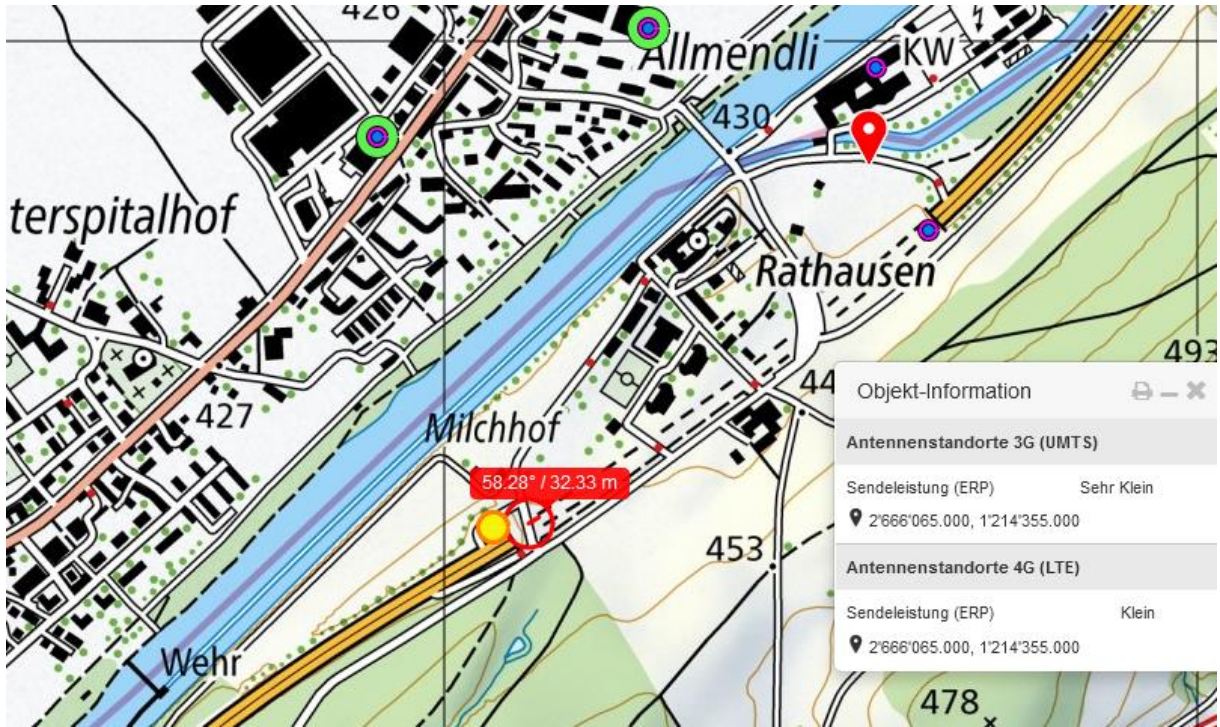 426
Allmendli
KW
430
terspitalhof
Rathausen
493
44
427
Milchhof
58.28° / 32.33 m
453
Wehr
478
Objekt-Information
Antennenstandorte 3G (UMTS)
Sendeleistung (ERP) Sehr Klein
2'666'065.000, 1'214'355.000
Antennenstandorte 4G (LTE)
Sendeleistung (ERP) Klein
2'666'065.000, 1'214'355.000